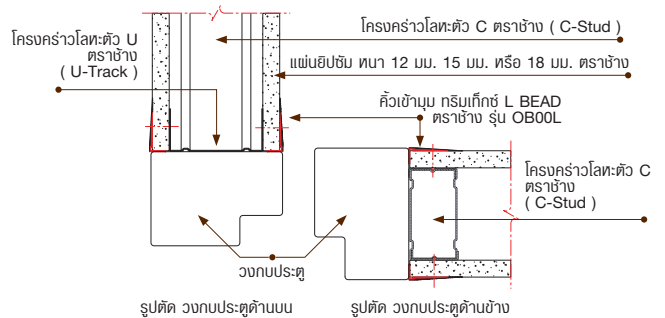 โครงคร่าวโลหะตัว U
ตราช้าง
( U-Track )
โครงคร่าวโลหะตัว C ตราช้าง ( C-Stud )
แผ่นยิปซัม หนา 12 มม. 15 มม. หรือ 18 มม. ตราช้าง
คิ้วเข้ามุม ทริมเท็กซ์ L BEAD
ตราช้าง รุ่น OB00L
โครงคร่าวโลหะตัว C
ตราช้าง
( C-Stud )
วงกบประตู
รูปตัด วงกบประตูด้านบน
รูปตัด วงกบประตูด้านข้าง